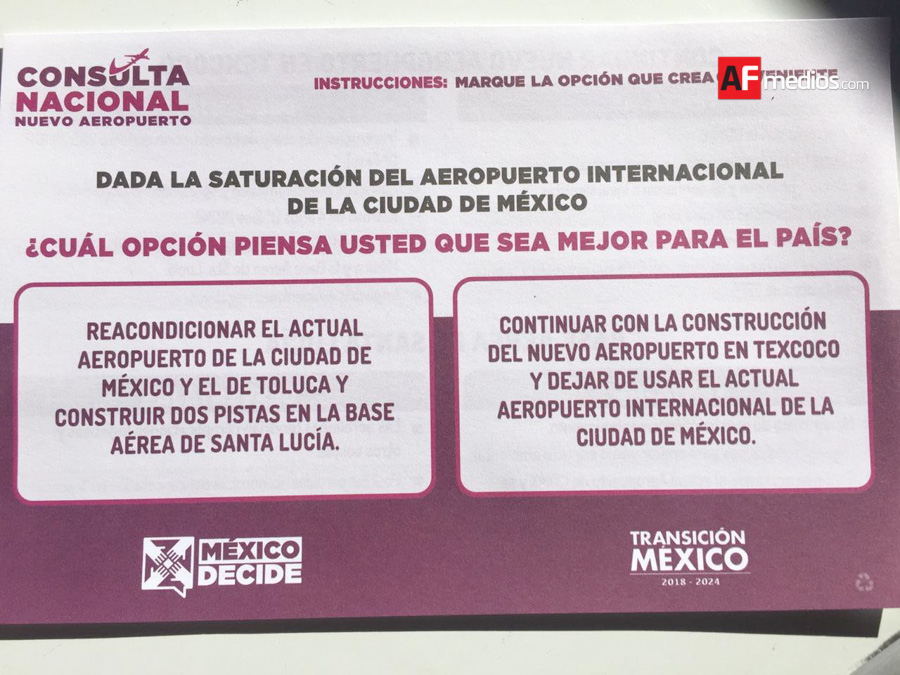 CONSULTA
NACIONAL
NUEVO AEROPUERTO
INSTRUCCIONES: MARQUE LA OPCIÓN QUE CREA
AFmedios.com
DADA LA SATURACIÓN DEL AEROPUERTO INTERNACIONAL
DE LA CIUDAD DE MÉXICO
¿CUÁL OPCIÓN PIENSA USTED QUE SEA MEJOR PARA EL PAÍS?
REACONDICIONAR EL ACTUAL
AEROPUERTO DE LA CIUDAD DE
MÉXICO Y EL DE TOLUCA Y
CONSTRUIR DOS PISTAS EN LA BASE
AÉREA DE SANTA LUCÍA.
CONTINUAR CON LA CONSTRUCCIÓN
DEL NUEVO AEROPUERTO EN TEXCOCO
Y DEJAR DE USAR EL ACTUAL
AEROPUERTO INTERNACIONAL DE LA
CIUDAD DE MÉXICO.
MÉXICO
DECIDE
TRANSICIÓN
MÉXICO
2018 - 2024